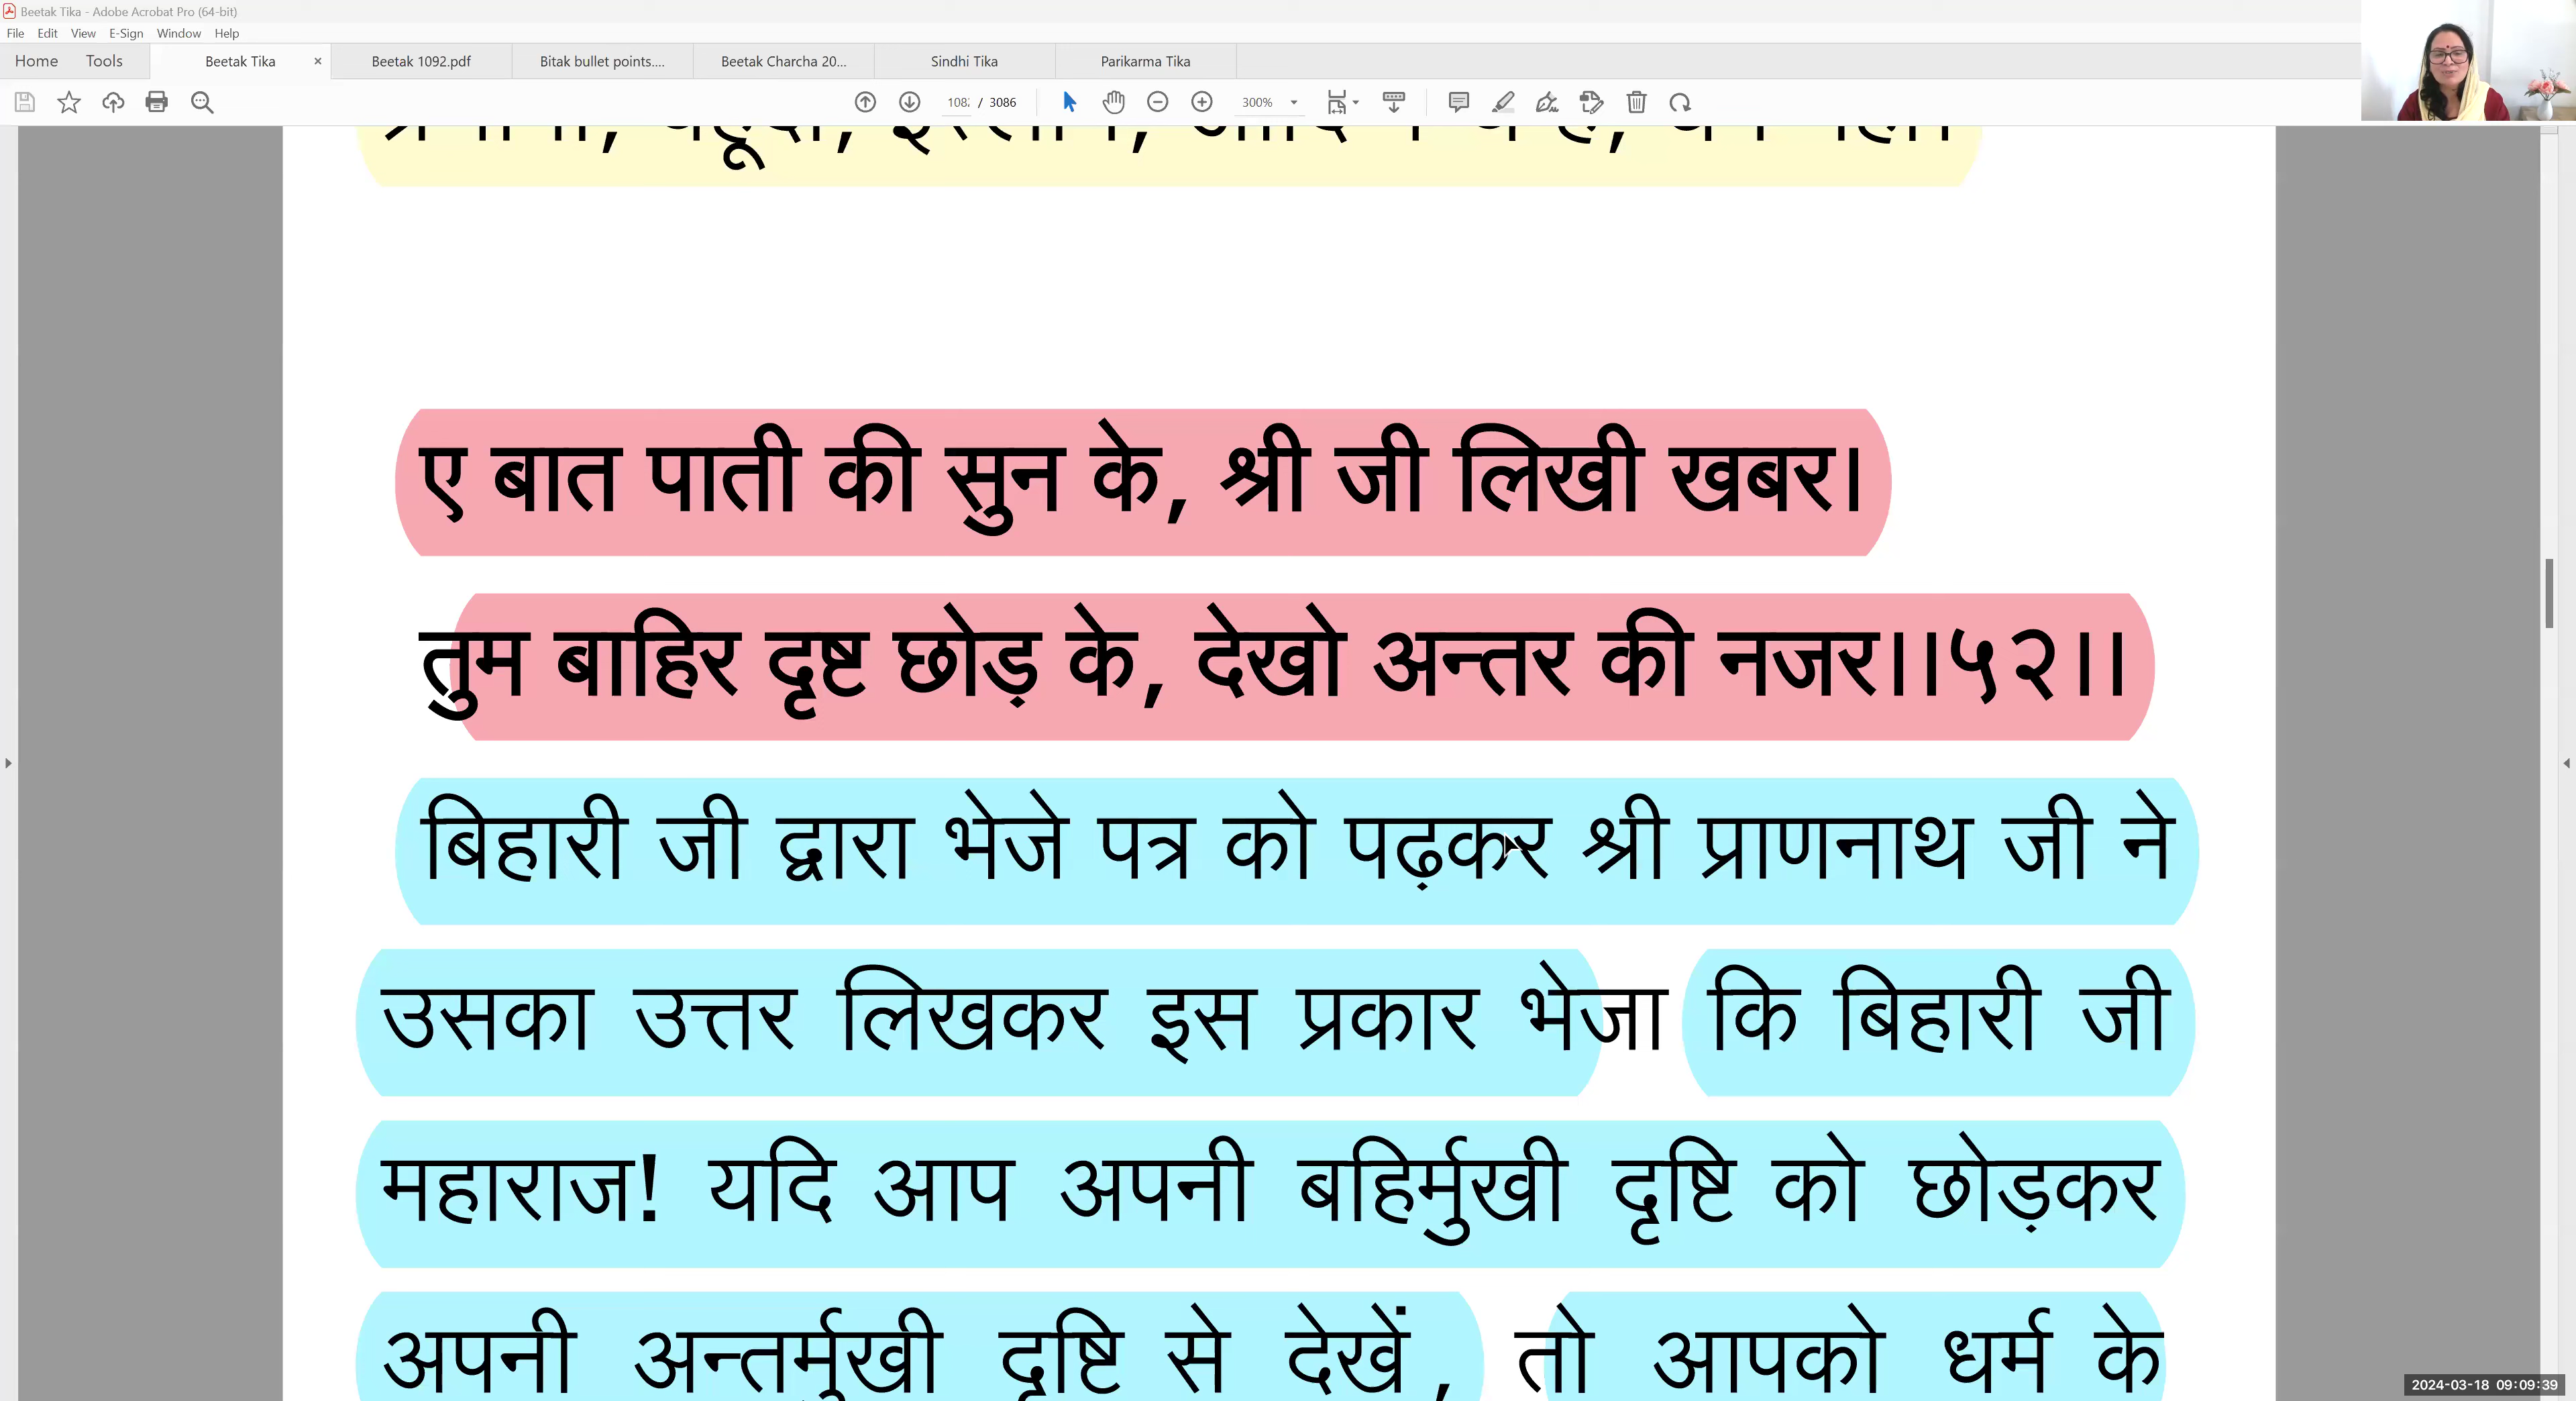 Beetak Tika - Adobe Acrobat Pro (64-bit)
File Edit View E-Sign Window Help
Home Tools Beetak Tika × Beetak 1092.pdf Bitak bullet points.... Beetak Charcha 20... Sindhi Tika Parikarma Tika
/ 3086 300%
ए बात पाती की सुन के, श्री जी लिखी खबर।
तुम बाहिर दृष्ट छोड़ के, देखो अन्तर की नजर।।५२।।
बिहारी जी द्वारा भेजे पत्र को पढ़कर श्री प्राणनाथ जी ने
उसका उत्तर लिखकर इस प्रकार भेजा कि बिहारी जी
महाराज! यदि आप अपनी बहिर्मुखी दृष्टि को छोड़कर
अपनी अन्तर्मुखी दृष्टि से देखें, तो आपको धर्म के
2024-03-18 09:09:39